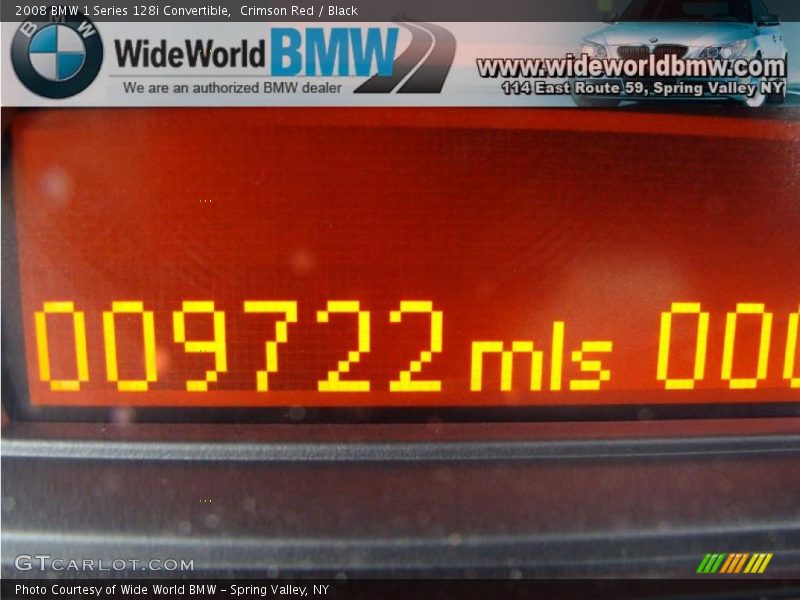 2008 BMW 1 Series 128i Convertible,  Crimson Red / Black
BMW
WideWorldBMW
We are an authorized BMW dealer
www.wideworldbmw.com
114 East Route 59, Spring Valley NY
009722 mls 000
GTCARLOT.COM
Photo Courtesy of Wide World BMW - Spring Valley, NY